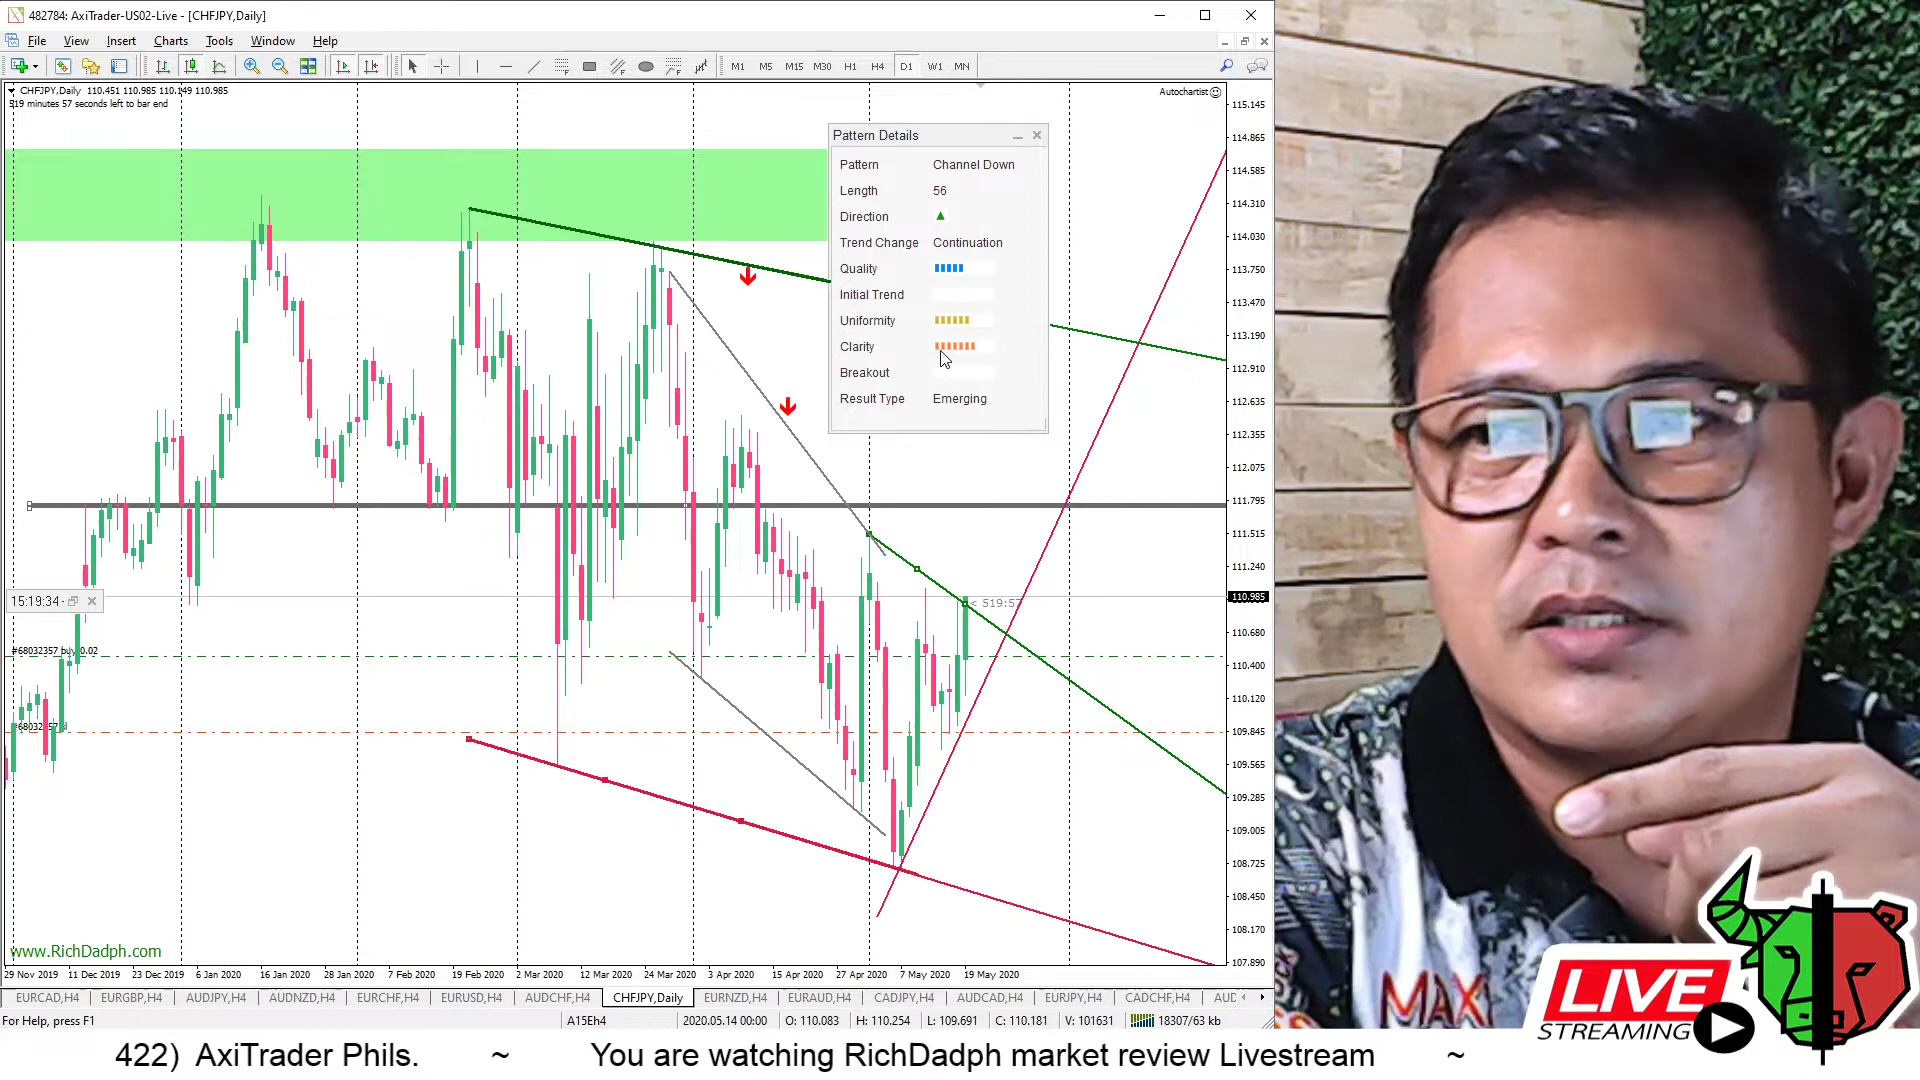 482784: AxiTrader-US02-Live - [CHFJPY,Daily]
File View Insert Charts Tools Window Help
M1 M5 M15 M30 H1 H4 D1 W1 MN
CHFJPY,Daily 110.451 110.985 110.149 110.985
519 minutes 57 seconds left to bar end
Autochartist
Pattern Details
Pattern Channel Down
Length 56
Direction
Trend Change Continuation
Quality
Initial Trend
Uniformity
Clarity
Breakout
Result Type Emerging
115.145
114.865
114.585
114.310
114.030
113.750
113.470
113.190
112.910
112.635
112.355
112.075
111.795
111.515
111.240
110.985
110.680
110.400
110.120
109.845
109.565
109.285
109.005
108.725
108.450
108.170
107.890
15:19:34
< 519:57
#68032357 buy 0.02
#68032357 sl
www.RichDadph.com
29 Nov 2019 11 Dec 2019 23 Dec 2019 6 Jan 2020 16 Jan 2020 28 Jan 2020 7 Feb 2020 19 Feb 2020 2 Mar 2020 12 Mar 2020 24 Mar 2020 3 Apr 2020 15 Apr 2020 27 Apr 2020 7 May 2020 19 May 2020
EURCAD,H4 EURGBP,H4 AUDJPY,H4 AUDNZD,H4 EURCHF,H4 EURUSD,H4 AUDCHF,H4 CHFJPY,Daily EURNZD,H4 EURAUD,H4 CADJPY,H4 AUDCAD,H4 EURJPY,H4 CADCHF,H4 AUD
For Help, press F1 A15Eh4 2020.05.14 00:00 O: 110.083 H: 110.254 L: 109.691 C: 110.181 V: 101631 18307/63 kb
MAX
LIVE
STREAMING
422) AxiTrader Phils. ~ You are watching RichDadph market review Livestream ~